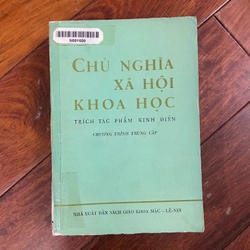 CHỦ NGHĨA
XÃ HỘI
KHOA HỌC
TRÍCH TÁC PHẨM KINH ĐIỂN
CHƯƠNG TRÌNH TRUNG CẤP
NHÀ XUẤT BẢN SÁCH GIÁO KHOA MÁC - LÊ-NIN